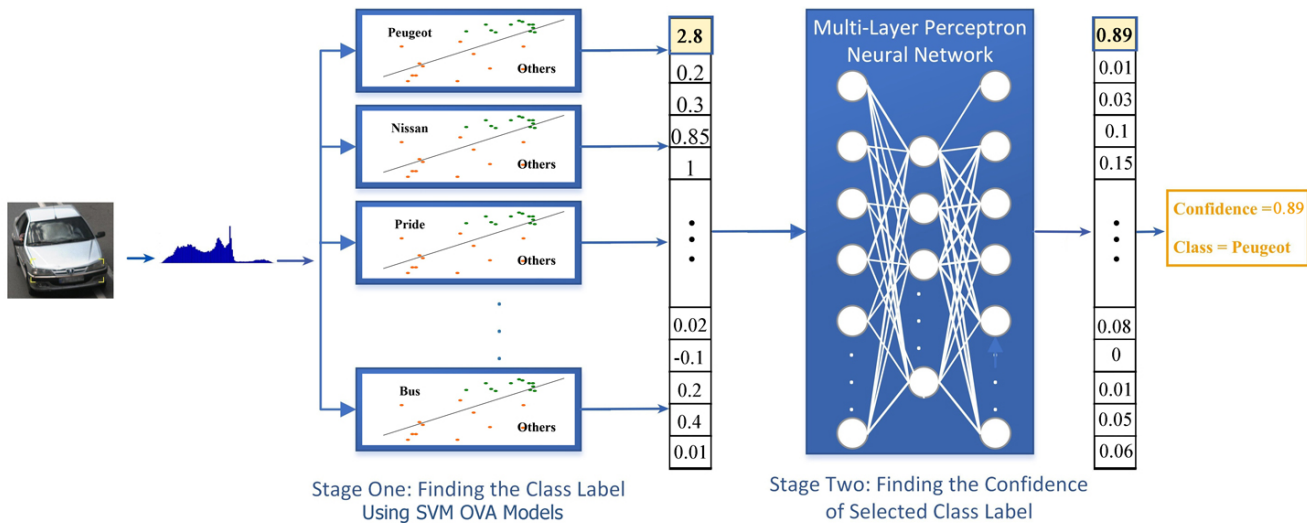 Peugeot
Others
Nissan
Others
Pride
Others
Bus
Others
2.8
0.2
0.3
0.85
1
0.02
-0.1
0.2
0.4
0.01
Stage One: Finding the Class Label
Using SVM OVA Models
Multi-Layer Perceptron
Neural Network
Stage Two: Finding the Confidence
of Selected Class Label
0.89
0.01
0.03
0.1
0.15
0.08
0
0.01
0.05
0.06
Confidence =0.89
Class = Peugeot